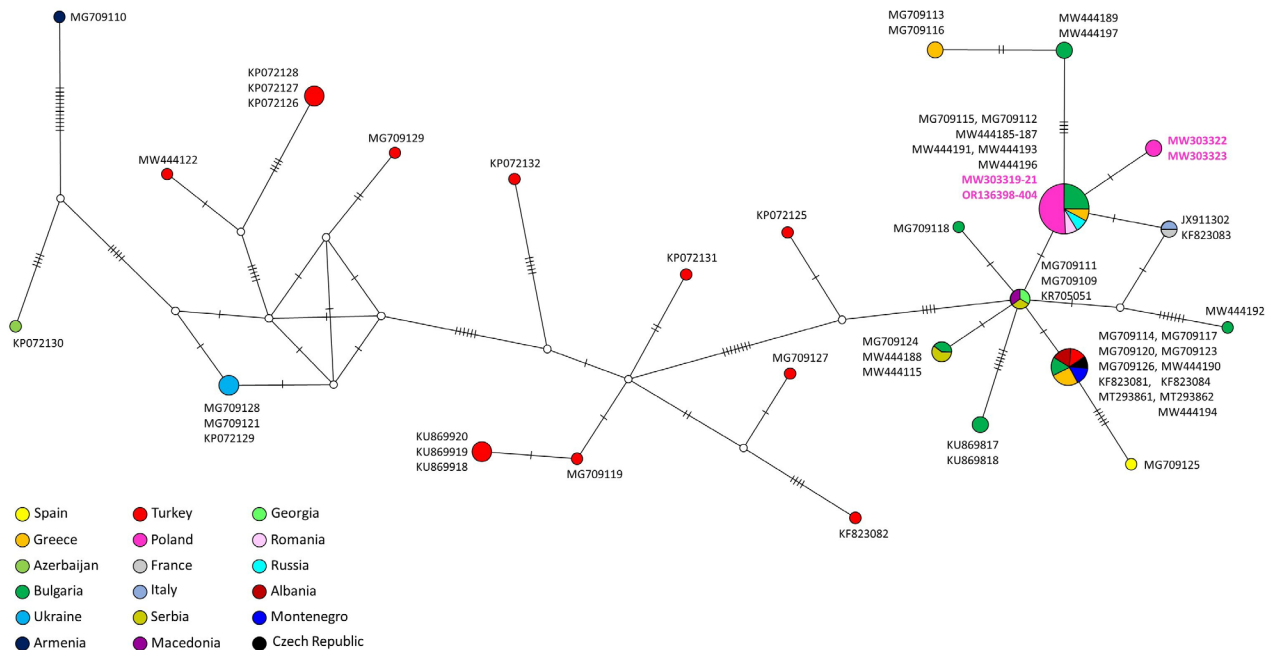 MG709110
MG709113
MG709116
MW444189
MW444197
KP072128
KP072127
KP072126
MG709129
MW444122
KP072132
MG709115, MG709112
MW444185-187
MW444191, MW444193
MW444196
MW303319-21
OR136398-404
MW303322
MW303323
KP072125
MG709118
JX911302
KF823083
KP072131
MG709111
MG709109
KR705051
MW444192
KP072130
MG709124
MW444188
MW444115
MG709114, MG709117
MG709120, MG709123
MG709126, MW444190
KF823081, KF823084
MT293861, MT293862
MW444194
MG709127
MG709128
MG709121
KP072129
KU869920
KU869919
KU869918
MG709119
KU869817
KU869818
MG709125
KF823082
Spain
Greece
Azerbaijan
Bulgaria
Ukraine
Armenia
Turkey
Poland
France
Italy
Serbia
Macedonia
Georgia
Romania
Russia
Albania
Montenegro
Czech Republic